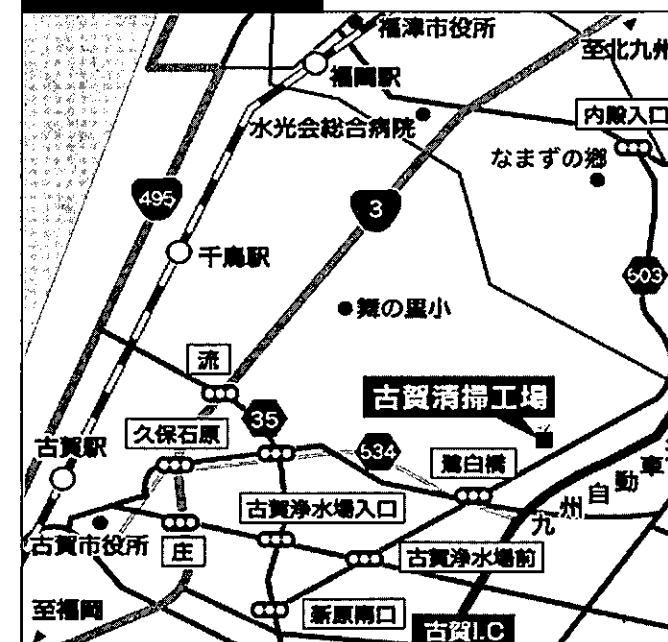 福津市役所
至北九州
福間駅
水光会総合病院
内殿入口
なまずの郷
495
3
千鳥駅
503
舞の里小
流
古賀清掃工場
35
久保石原
古賀駅
534
鷺白橋
九州自動車
古賀浄水場入口
古賀市役所
庄
古賀浄水場前
至福岡
新原南口
古賀I.C